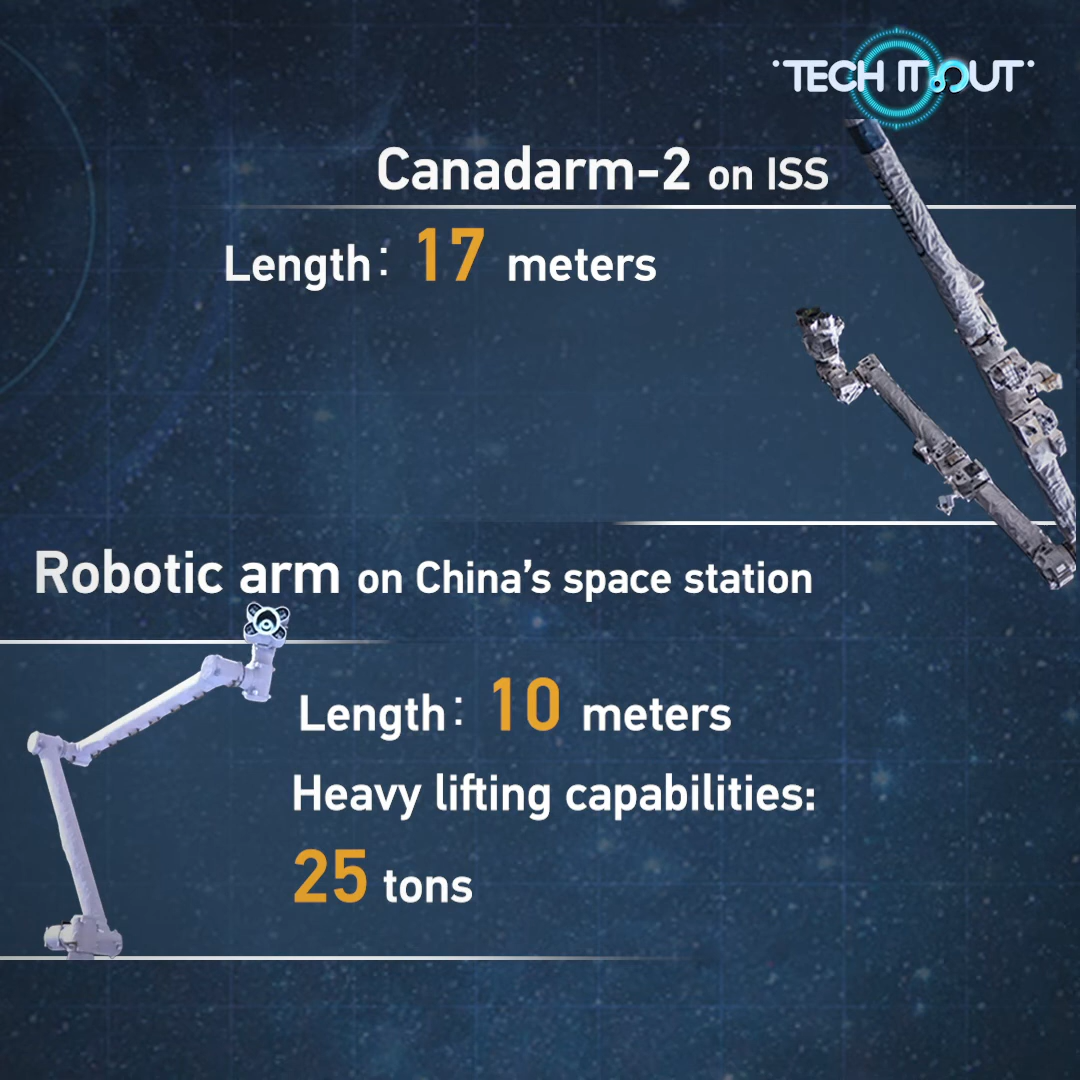 TECH IT OUT
Canadarm-2 on ISS
Length: 17 meters
Robotic arm on China's space station
Length: 10 meters
Heavy lifting capabilities:
25 tons